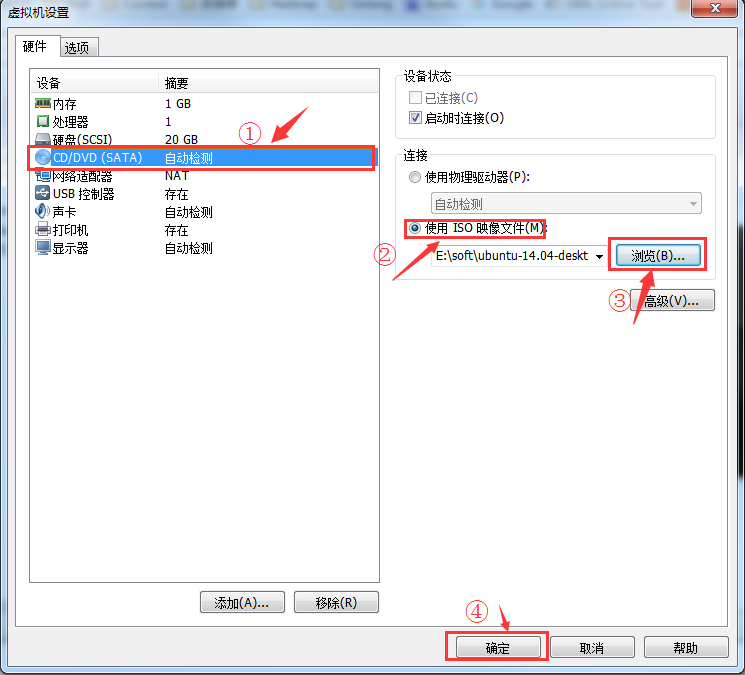 虚拟机设置
硬件 选项
设备 摘要
内存 1 GB
处理器 1
硬盘(SCSI) 20 GB
①
CD/DVD (SATA) 自动检测
网络适配器 NAT
USB 控制器 存在
声卡 自动检测
打印机 存在
显示器 自动检测
添加(A)... 移除(R)
设备状态
已连接(C)
启动时连接(O)
连接
使用物理驱动器(P):
自动检测
使用 ISO 映像文件(M):
②
E:\soft\ubuntu-14.04-deskt 浏览(B)...
③
高级(V)...
④
确定 取消 帮助